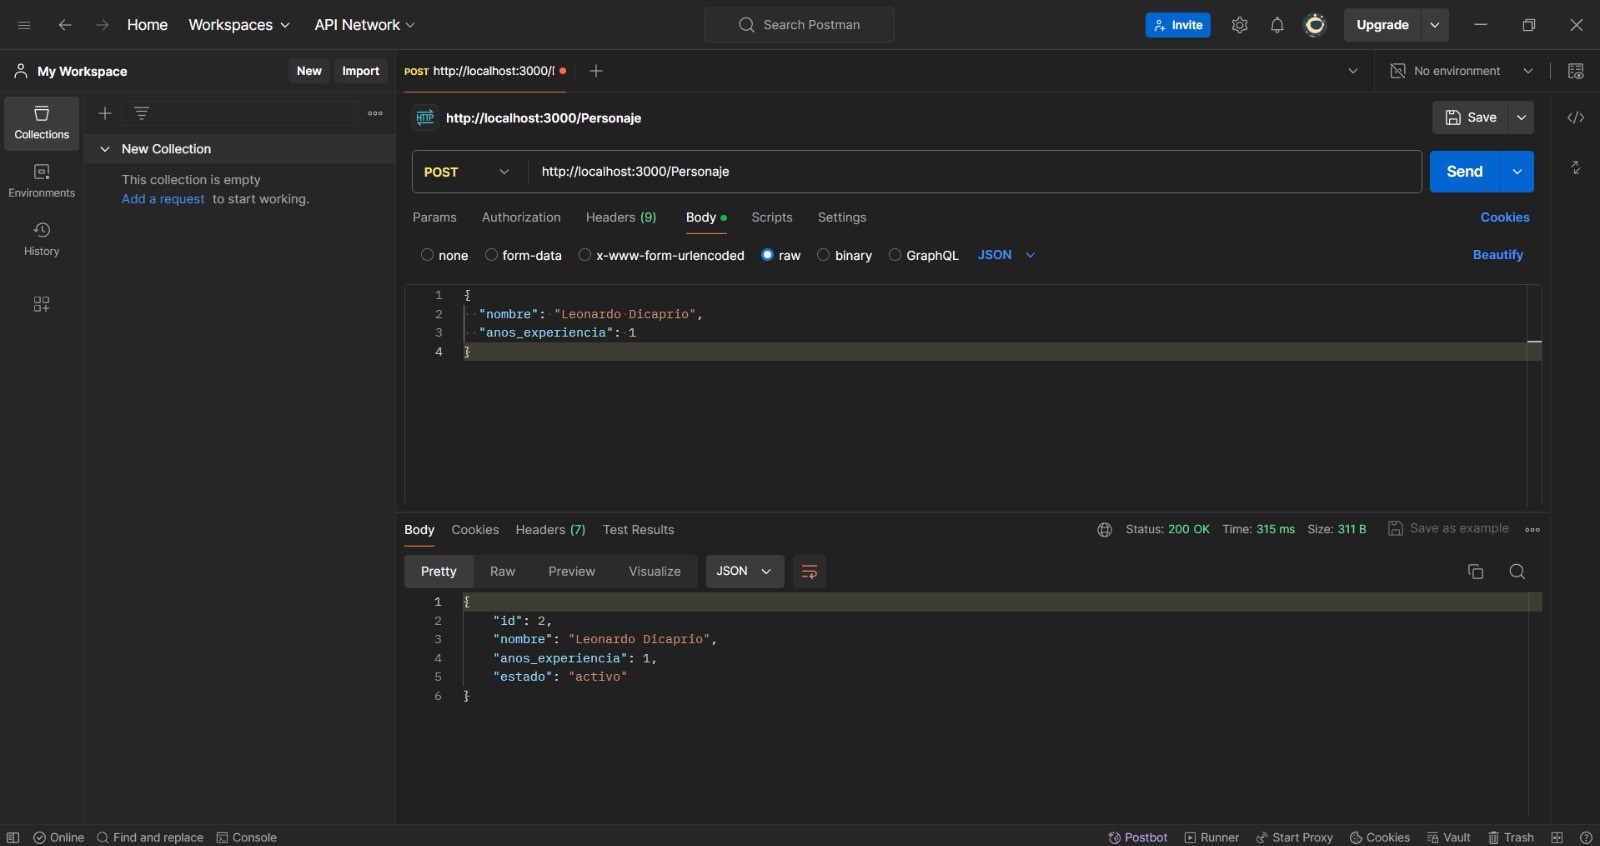 Home Workspaces API Network Search Postman Invite Upgrade
My Workspace New Import POST http://localhost:3000/ No environment
HTTP http://localhost:3000/Personaje Save
Collections
New Collection
This collection is empty
Add a request to start working.
Environments
History
POST http://localhost:3000/Personaje Send
Params Authorization Headers (9) Body Scripts Settings Cookies
none form-data x-www-form-urlencoded raw binary GraphQL JSON Beautify
1 {
2 "nombre": "Leonardo Dicaprio",
3 "anos_experiencia": 1
4 }
Body Cookies Headers (7) Test Results Status: 200 OK Time: 315 ms Size: 311 B Save as example
Pretty Raw Preview Visualize JSON
1 {
2 "id": 2,
3 "nombre": "Leonardo Dicaprio",
4 "anos_experiencia": 1,
5 "estado": "activo"
6 }
Online Find and replace Console Postbot Runner Start Proxy Cookies Vault Trash